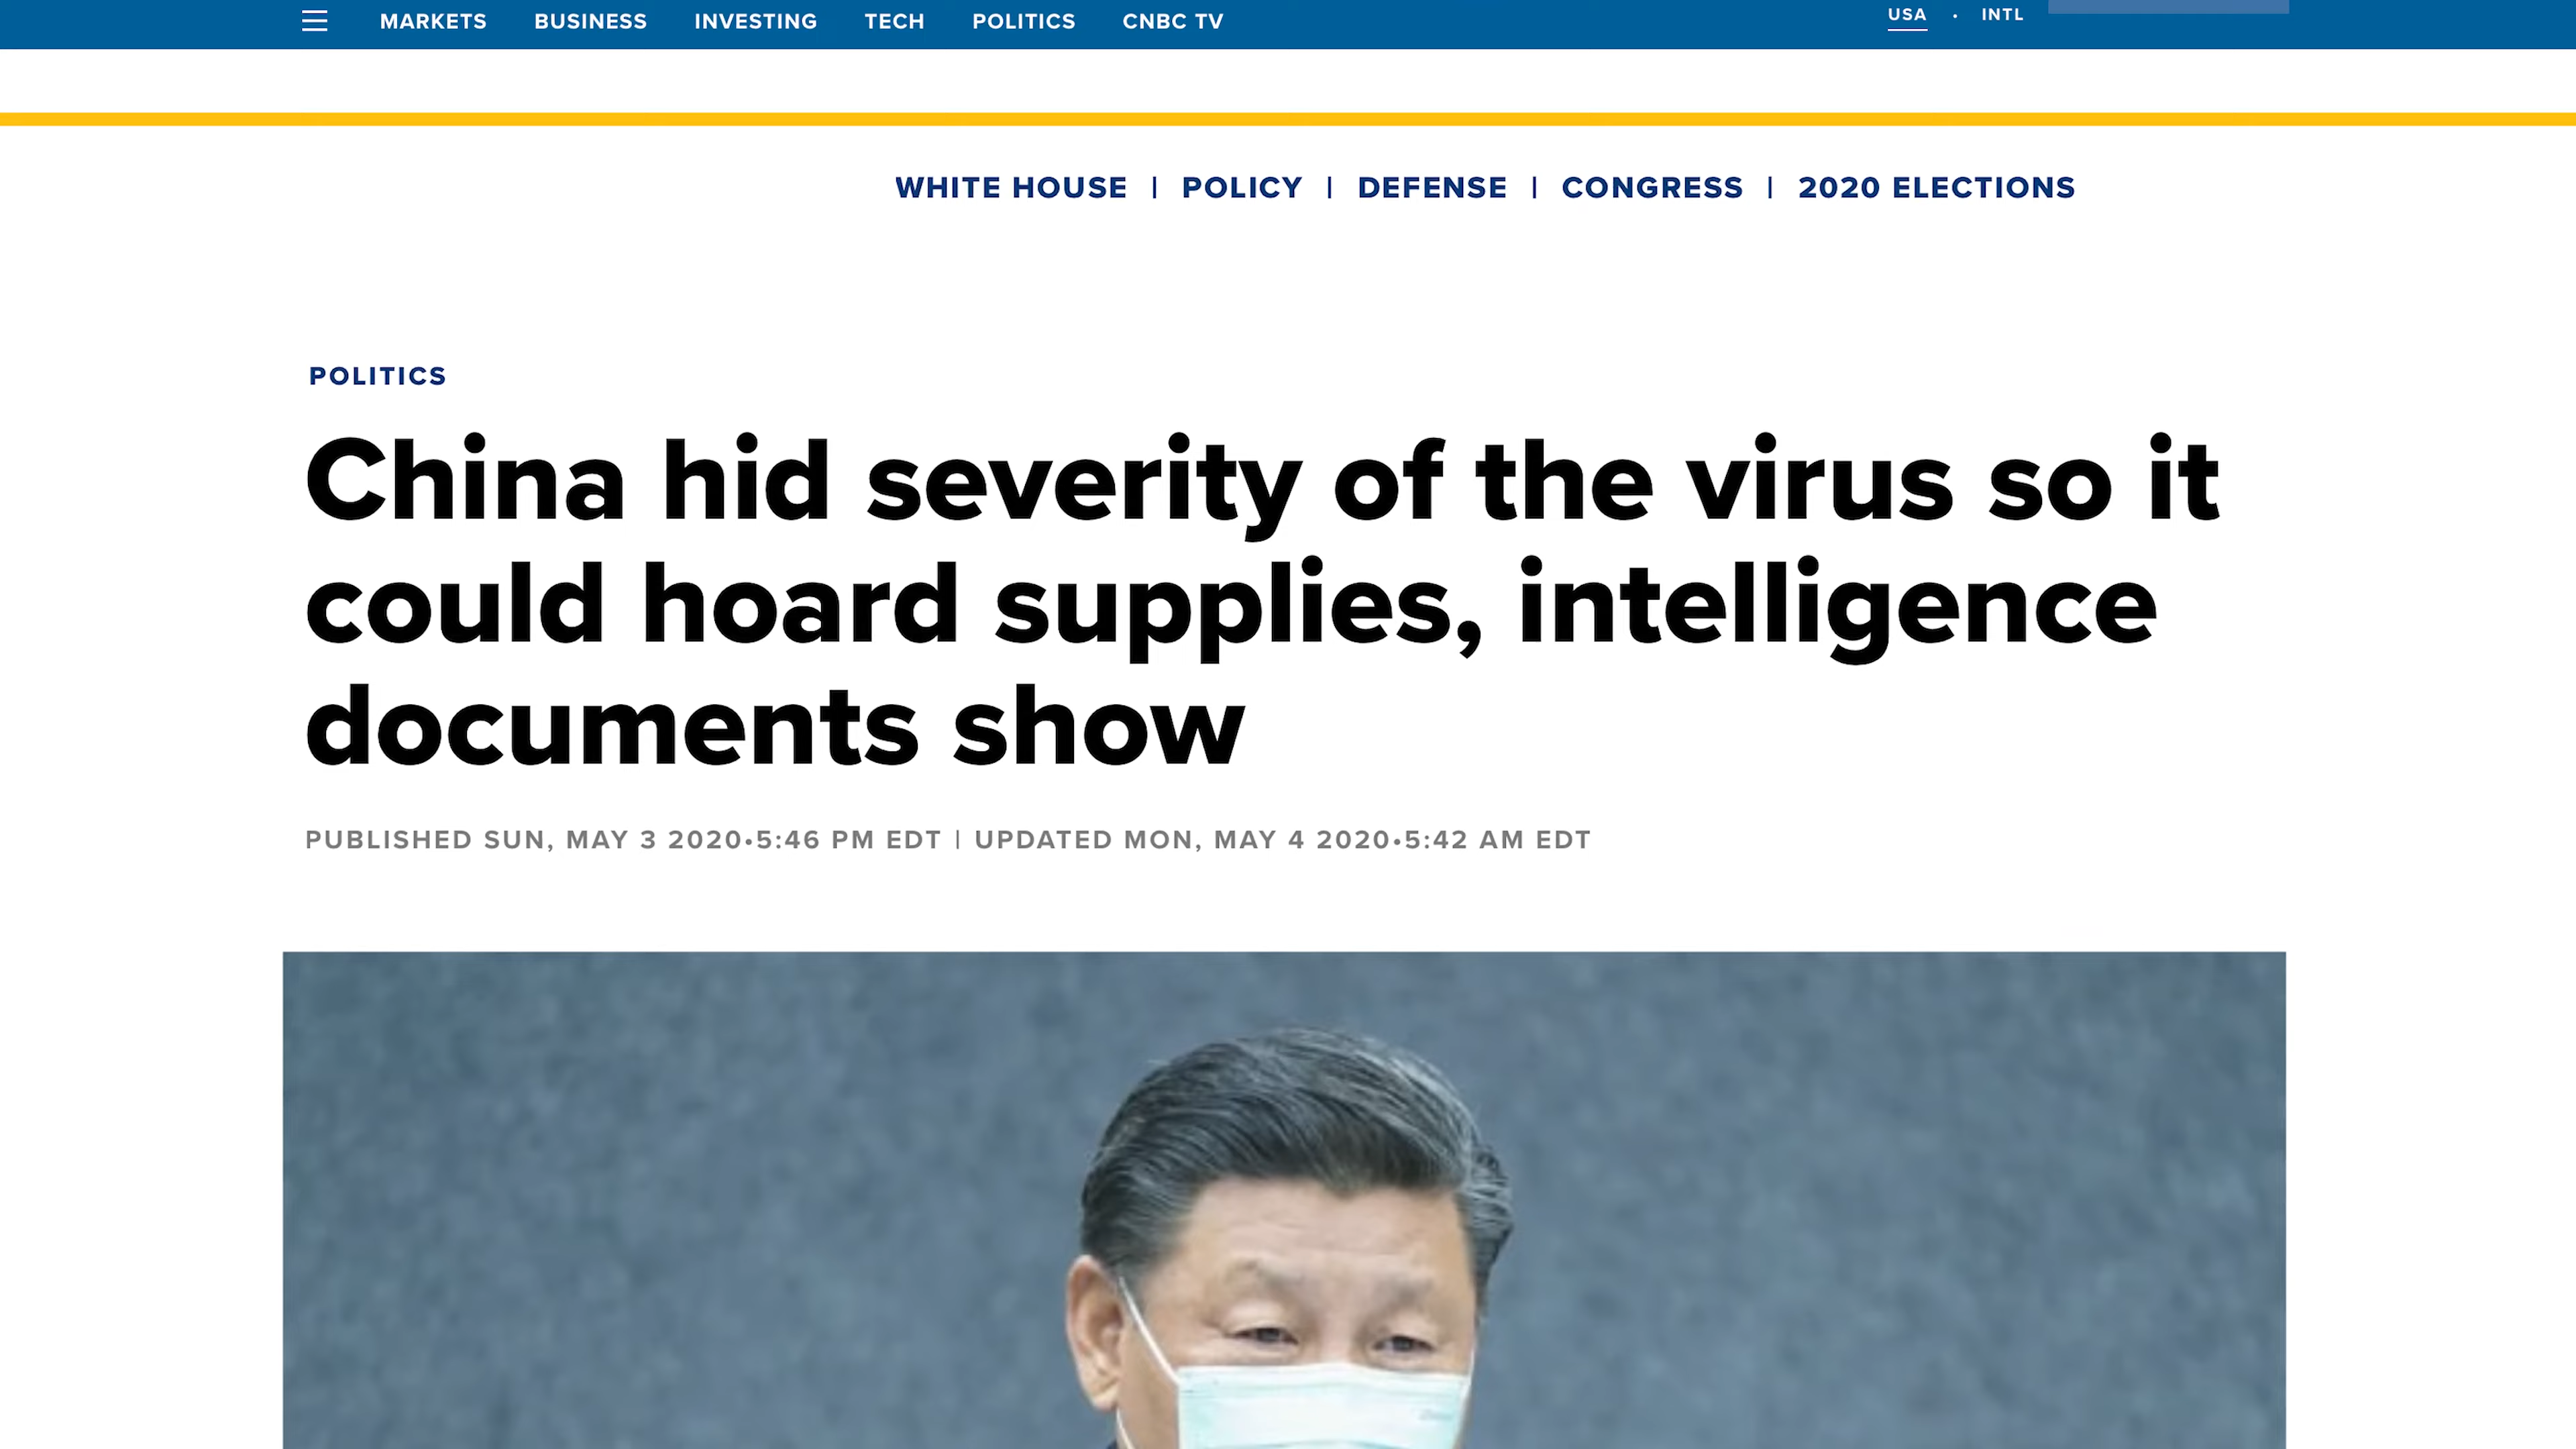 MARKETS BUSINESS INVESTING TECH POLITICS CNBC TV USA • INTL
WHITE HOUSE | POLICY | DEFENSE | CONGRESS | 2020 ELECTIONS
POLITICS
China hid severity of the virus so it
could hoard supplies, intelligence
documents show
PUBLISHED SUN, MAY 3 2020•5:46 PM EDT | UPDATED MON, MAY 4 2020•5:42 AM EDT